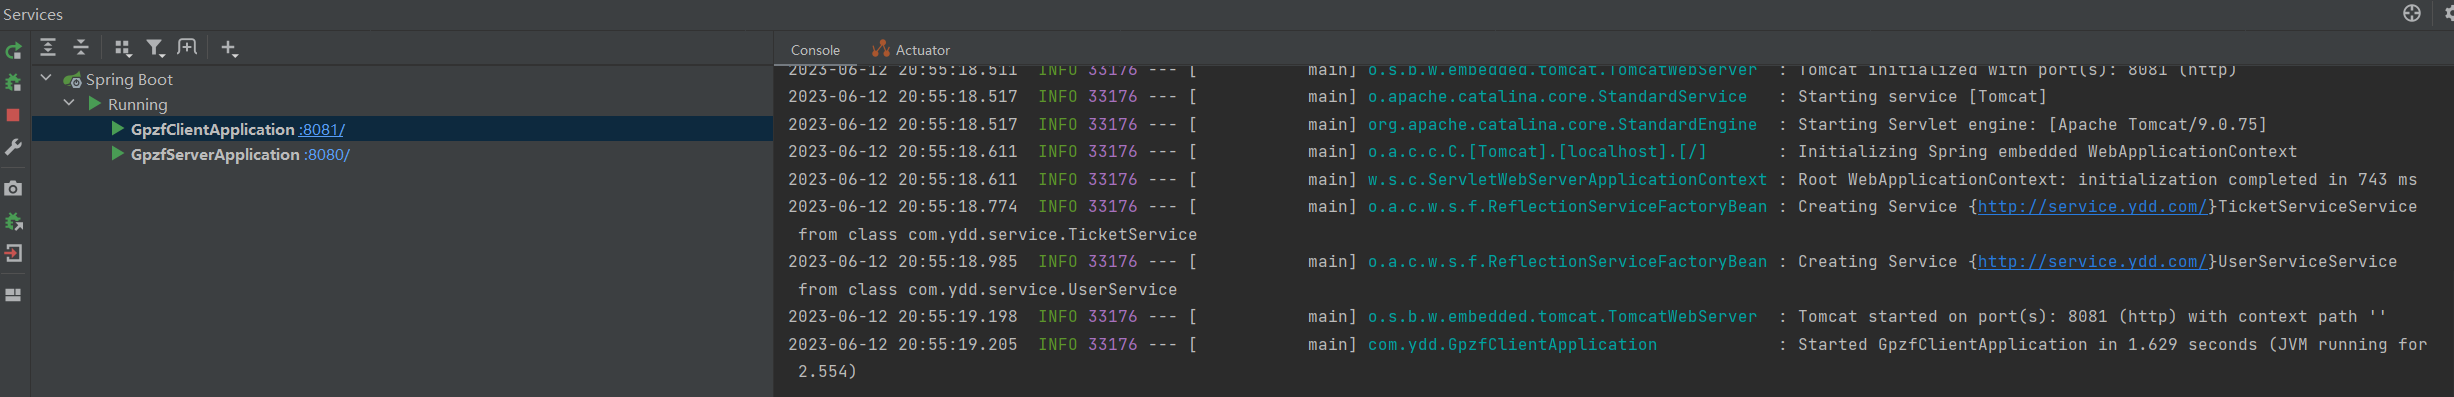 Services
Console
Actuator
Spring Boot
Running
GpzfClientApplication :8081/
GpzfServerApplication :8080/
2023-06-12 20:55:18.511  INFO 33176 --- [           main] o.s.b.w.embedded.tomcat.TomcatWebServer  : Tomcat initialized with port(s): 8081 (http)
2023-06-12 20:55:18.517  INFO 33176 --- [           main] o.apache.catalina.core.StandardService   : Starting service [Tomcat]
2023-06-12 20:55:18.517  INFO 33176 --- [           main] org.apache.catalina.core.StandardEngine  : Starting Servlet engine: [Apache Tomcat/9.0.75]
2023-06-12 20:55:18.611  INFO 33176 --- [           main] o.a.c.c.C.[Tomcat].[localhost].[/]       : Initializing Spring embedded WebApplicationContext
2023-06-12 20:55:18.611  INFO 33176 --- [           main] w.s.c.ServletWebServerApplicationContext : Root WebApplicationContext: initialization completed in 743 ms
2023-06-12 20:55:18.774  INFO 33176 --- [           main] o.a.c.w.s.f.ReflectionServiceFactoryBean : Creating Service {http://service.ydd.com/}TicketServiceService
from class com.ydd.service.TicketService
2023-06-12 20:55:18.985  INFO 33176 --- [           main] o.a.c.w.s.f.ReflectionServiceFactoryBean : Creating Service {http://service.ydd.com/}UserServiceService
from class com.ydd.service.UserService
2023-06-12 20:55:19.198  INFO 33176 --- [           main] o.s.b.w.embedded.tomcat.TomcatWebServer  : Tomcat started on port(s): 8081 (http) with context path ''
2023-06-12 20:55:19.205  INFO 33176 --- [           main] com.ydd.GpzfClientApplication            : Started GpzfClientApplication in 1.629 seconds (JVM running for
2.554)